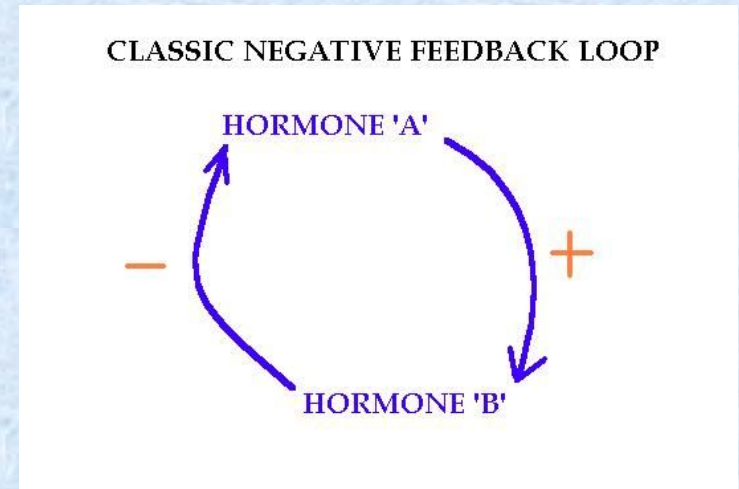 CLASSIC NEGATIVE FEEDBACK LOOP
HORMONE 'A'
− +
HORMONE 'B'